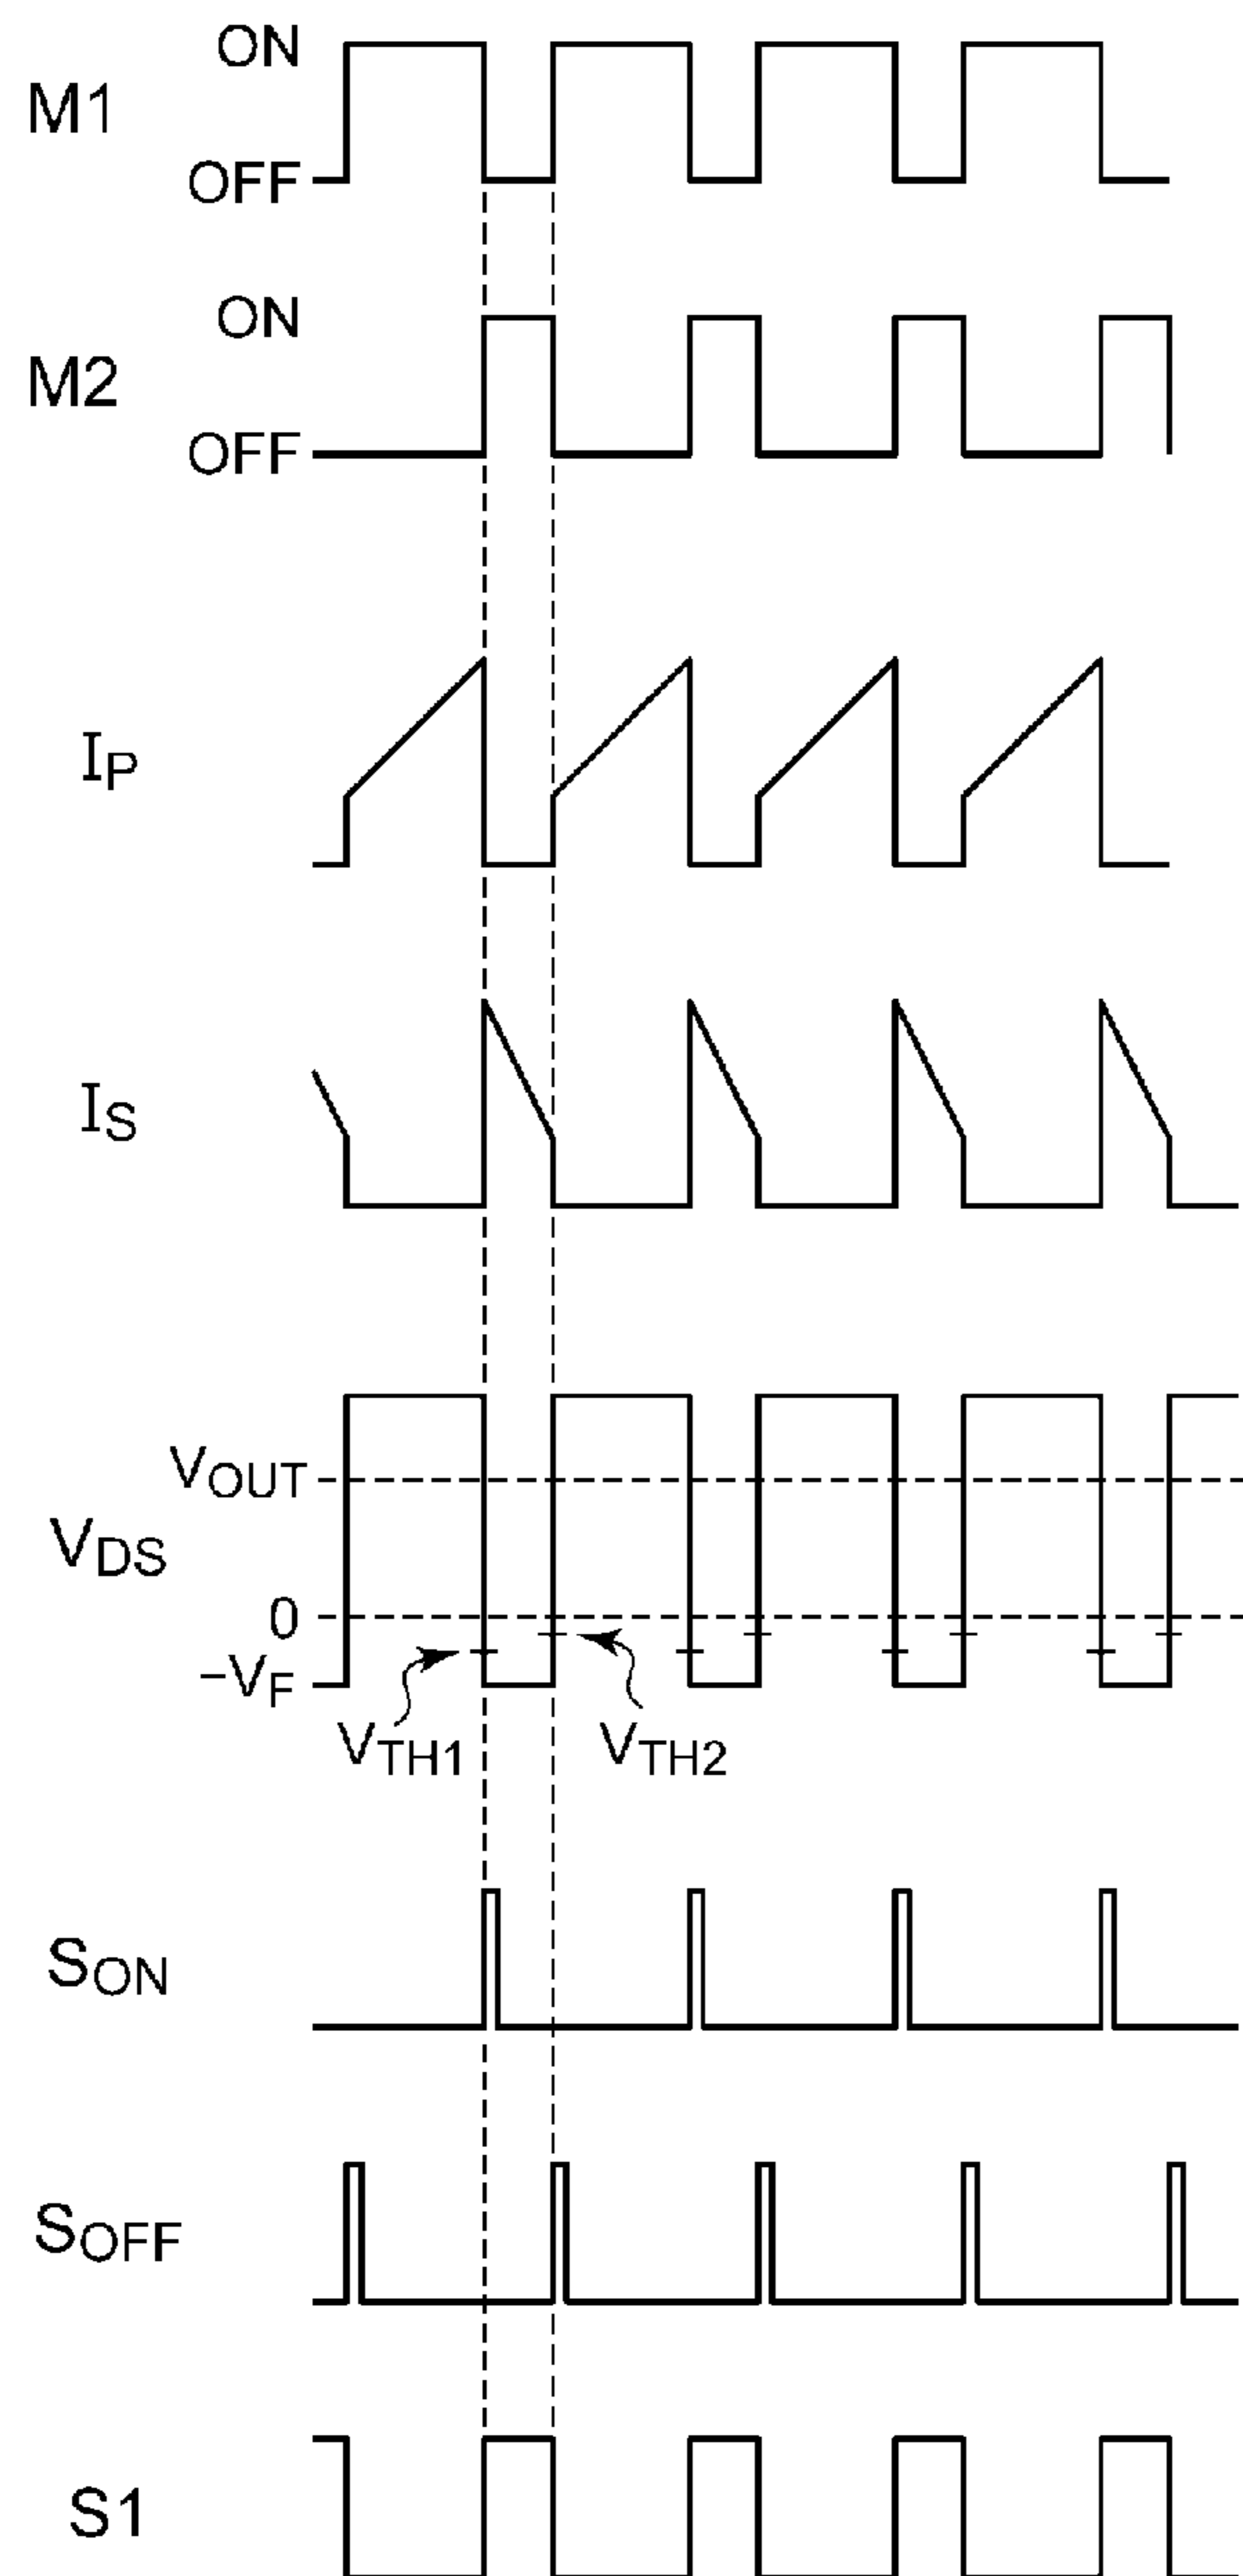 ON
M1
OFF
ON
M2
OFF
IP
IS
VOUT
VDS
0
−VF
VTH1 VTH2
SON
SOFF
S1